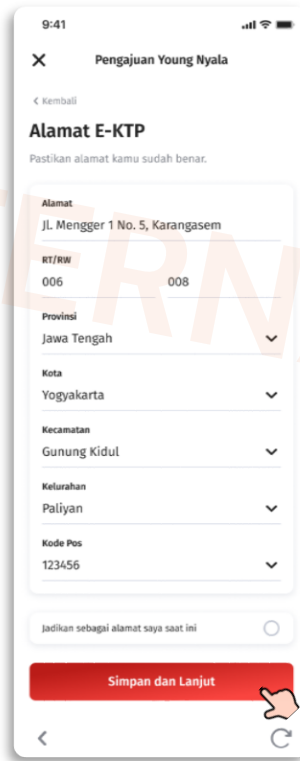 9:41
Pengajuan Young Nyala
< Kembali
Alamat E-KTP
Pastikan alamat kamu sudah benar.
Alamat
JL. Mengger 1 No. 5, Karangasem
RT/RW
006 008
Provinsi
Jawa Tengah
Kota
Yogyakarta
Kecamatan
Gunung Kidul
Kelurahan
Paliyan
Kode Pos
123456
Jadikan sebagai alamat saya saat ini
Simpan dan Lanjut